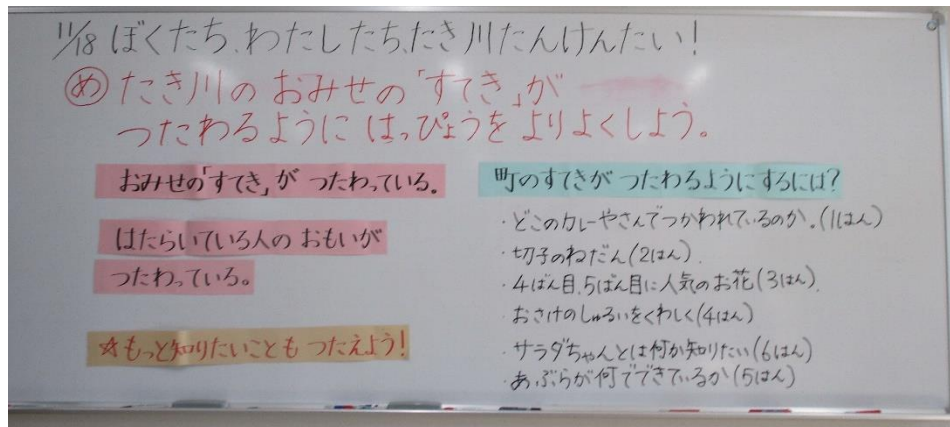 11/18 ぼくたち、わたしたち、たき川たんけんたい!
め たき川の おみせの「すてき」が
つたわるように はっぴょうを よりよくしよう。
おみせの「すてき」が つたわっている。
はたらいている人の おもいが
つたわっている。
☆もっと知りたいことも つたえよう!
町のすてきが つたわるようにするには?
・どこのカレーやさんでつかわれているのか。(1はん)
・切子のねだん(2はん)
・4ばん目、5ばん目に人気のお花(3はん)
・おさけのしゅるいをくわしく(4はん)
・サラダちゃんとは何か知りたい(6はん)
・あぶらが何でできているか(5はん)